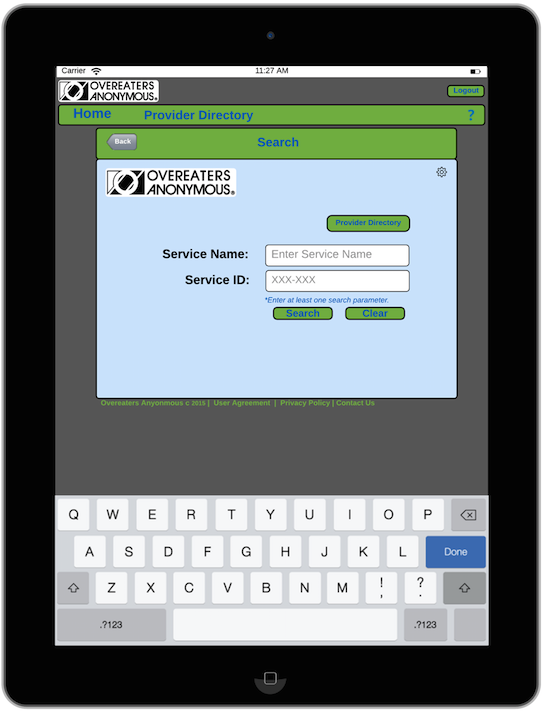 Carrier 11:27 AM
OVEREATERS
ANONYMOUS®
Logout
Home Provider Directory ?
Back Search
OVEREATERS
ANONYMOUS®
Provider Directory
Service Name: Enter Service Name
Service ID: XXX-XXX
*Enter at least one search parameter.
Search Clear
Overeaters Anyonmous c 2015 | User Agreement | Privacy Policy | Contact Us
Q W E R T Y U I O P
A S D F G H J K L Done
Z X C V B N M ! , ? .
.?123 .?123